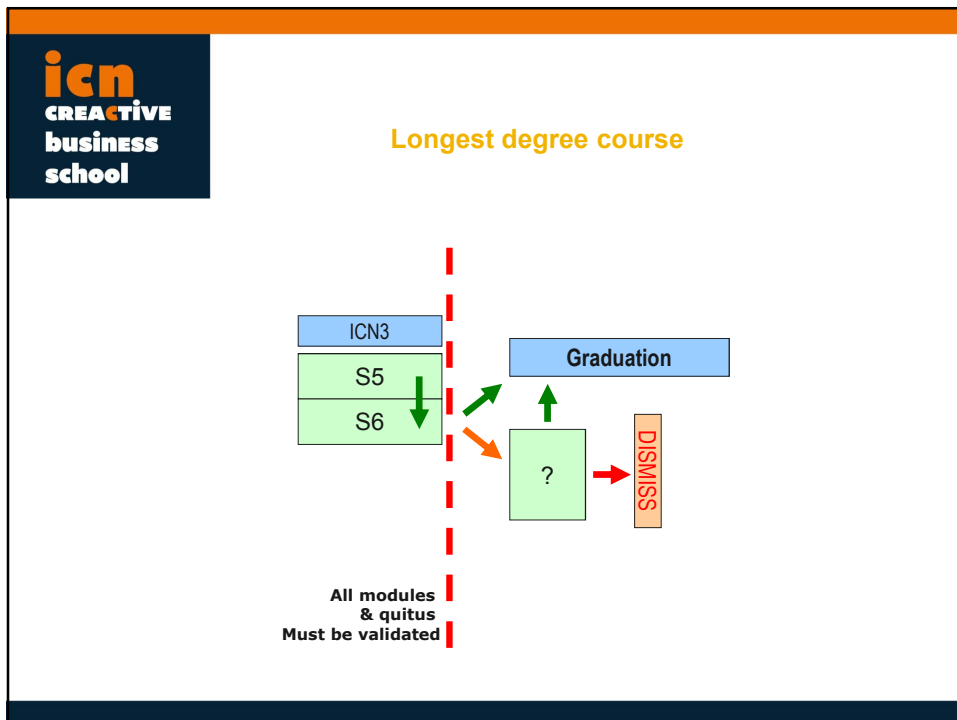 icn
CREACTIVE
business
school
Longest degree course
ICN3
S5
S6
Graduation
?
DISMISS
All modules
& quitus
Must be validated